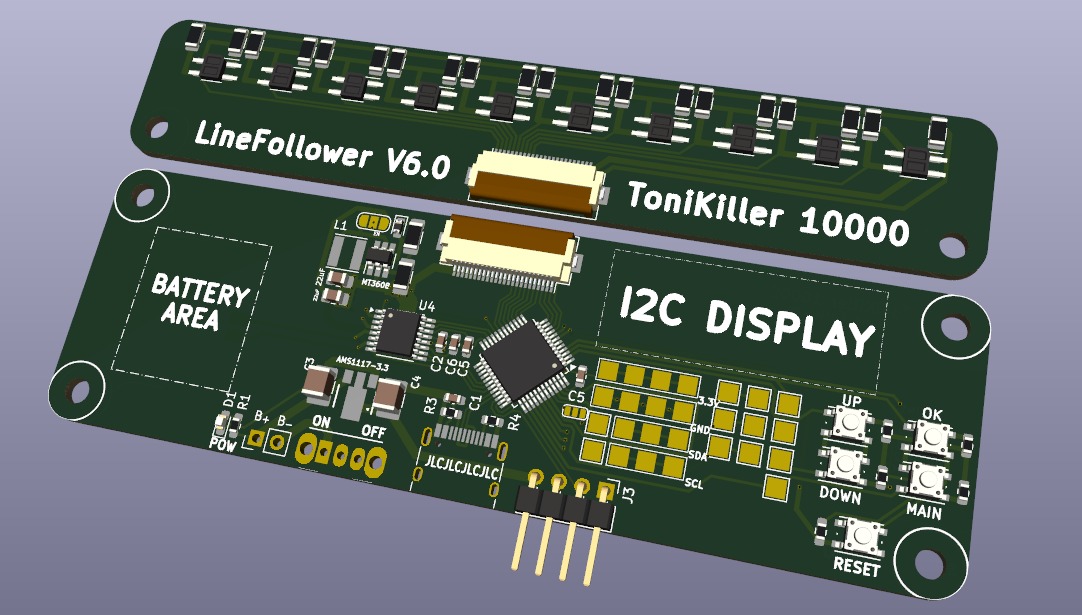 LineFollower V6.0
ToniKiller 10000
L1
BATTERY
AREA
22uF
MT3608
U4
I2C DISPLAY
AMS1117-3.3
C2
C6
C5
C3
C4
C5
3.3V
GND
SDA
SCL
UP
OK
DOWN
MAIN
RESET
D1
R1
POW
B+
B-
ON
OFF
R3
C1
R4
JLCJLCJLCJLC
J3